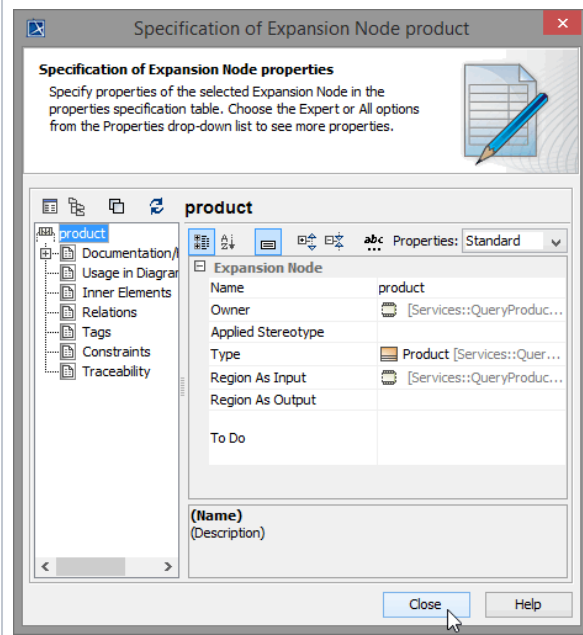 Specification of Expansion Node product
Specification of Expansion Node properties
Specify properties of the selected Expansion Node in the
properties specification table. Choose the Expert or All options
from the Properties drop-down list to see more properties.
product
product
Documentation/
Usage in Diagrar
Inner Elements
Relations
Tags
Constraints
Traceability
abc Properties: Standard
Expansion Node
Name product
Owner [Services::QueryProduc...
Applied Stereotype
Type Product [Services::Quer...
Region As Input [Services::QueryProduc...
Region As Output
To Do
(Name)
(Description)
Close Help